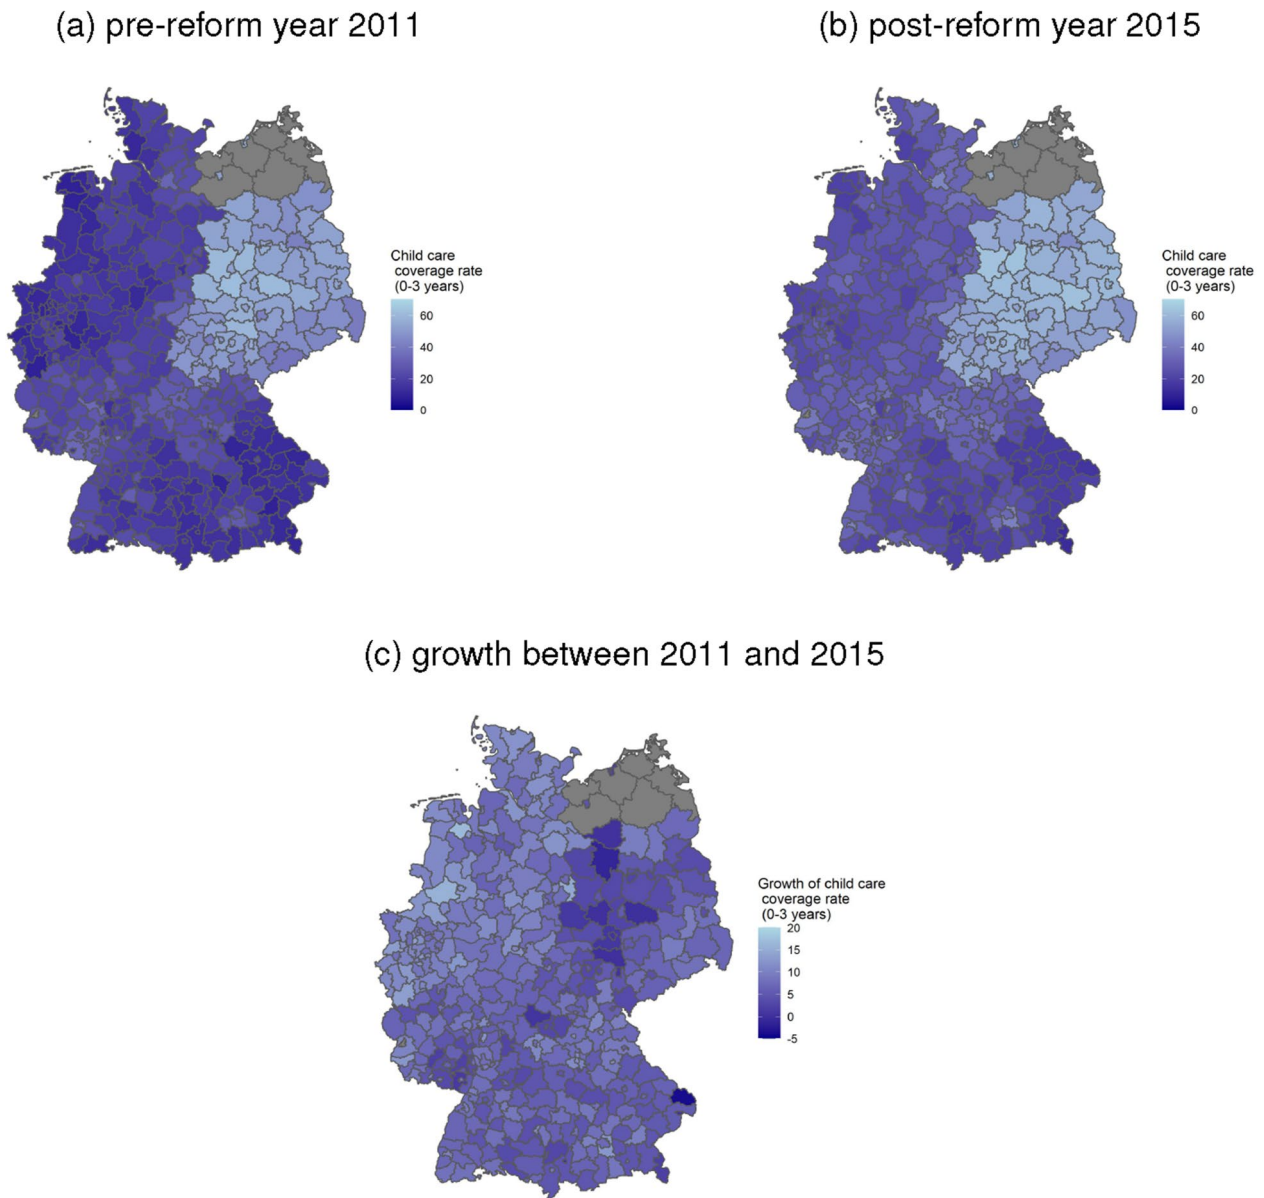 (a) pre-reform year 2011
(b) post-reform year 2015
Child care
coverage rate
(0-3 years)
60
40
20
0
Child care
coverage rate
(0-3 years)
60
40
20
0
(c) growth between 2011 and 2015
Growth of child care
coverage rate
(0-3 years)
20
15
10
5
0
-5